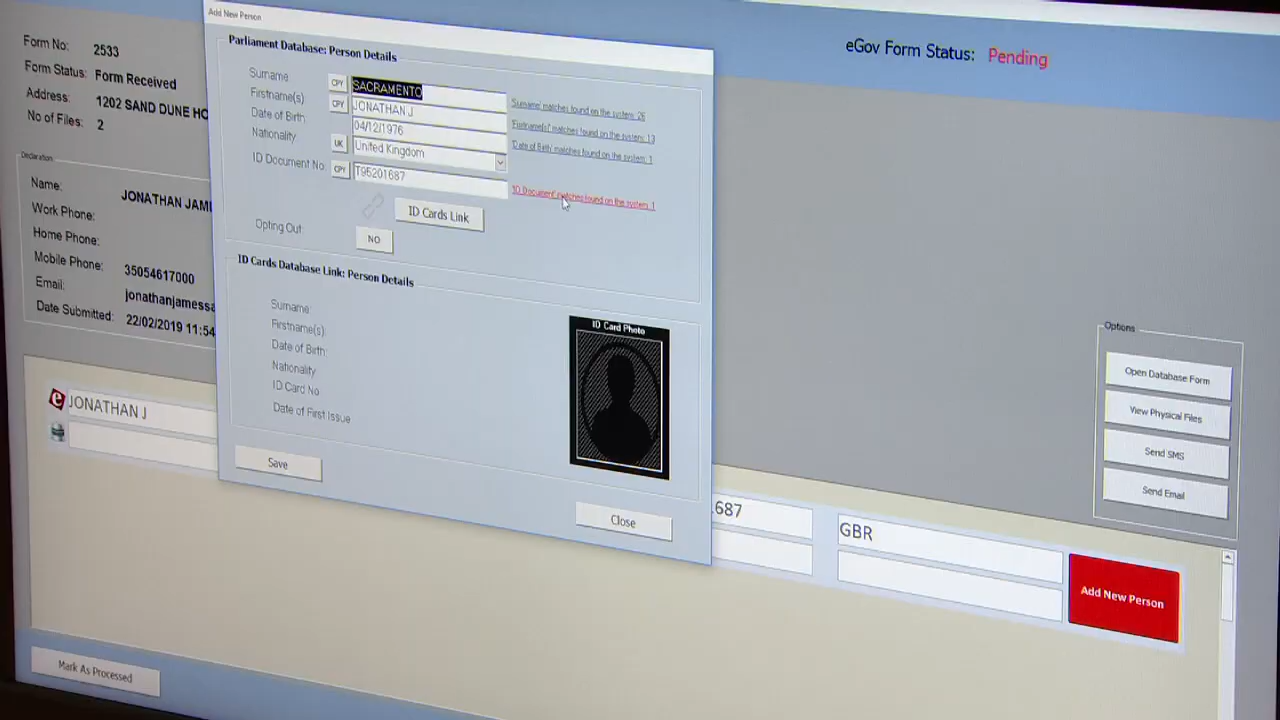 Add New Person
Parliament Database: Person Details
Surname CPY SACRAMENTO 'Surname' matches found on the system: 26
Firstname(s) CPY JONATHAN J 'Firstname(s)' matches found on the system: 13
Date of Birth 04/12/1976 'Date of Birth' matches found on the system: 1
Nationality UK United Kingdom
ID Document No: CPY T95201687 'ID Document' matches found on the system: 1
ID Cards Link
Opting Out: NO
ID Cards Database Link: Person Details
Surname:
Firstname(s):
Date of Birth:
Nationality
ID Card No
Date of First Issue
ID Card Photo
Save
Close
eGov Form Status: Pending
Form No: 2533
Form Status: Form Received
Address: 1202 SAND DUNE HO
No of Files: 2
Declaration
Name: JONATHAN JAM
Work Phone:
Home Phone:
Mobile Phone: 35054617000
Email: jonathanjamessa
Date Submitted: 22/02/2019 11:54
Options
Open Database Form
View Physical Files
Send SMS
Send Email
e JONATHAN J
.687
GBR
Add New Person
Mark As Processed